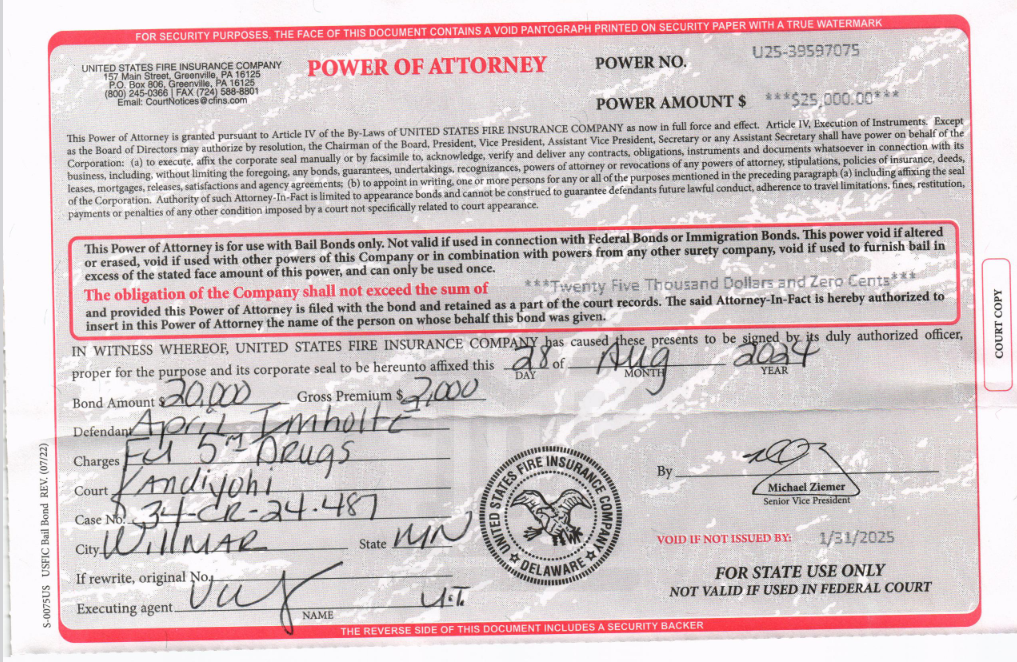 FOR SECURITY PURPOSES, THE FACE OF THIS DOCUMENT CONTAINS A VOID PANTOGRAPH PRINTED ON SECURITY PAPER WITH A TRUE WATERMARK
UNITED STATES FIRE INSURANCE COMPANY
157 Main Street, Greenville, PA 16125
P.O. Box 806, Greenville, PA 16125
(800) 245-0366 | FAX (724) 588-8801
Email: CourtNotices@cfins.com
POWER OF ATTORNEY
POWER NO. U25-39597075
POWER AMOUNT $ ***$25,000.00***
This Power of Attorney is granted pursuant to Article IV of the By-Laws of UNITED STATES FIRE INSURANCE COMPANY as now in full force and effect. Article IV, Execution of Instruments. Except
as the Board of Directors may authorize by resolution, the Chairman of the Board, President, Vice President, Assistant Vice President, Secretary or any Assistant Secretary shall have power on behalf of the
Corporation: (a) to execute, affix the corporate seal manually or by facsimile to, acknowledge, verify and deliver any contracts, obligations, instruments and documents whatsoever in connection with its
business, including, without limiting the foregoing, any bonds, guarantees, undertakings, recognizances, powers of attorney or revocations of any powers of attorney, stipulations, policies of insurance, deeds,
leases, mortgages, releases, satisfactions and agency agreements; (b) to appoint in writing, one or more persons for any or all of the purposes mentioned in the preceding paragraph (a) including affixing the seal
of the Corporation. Authority of such Attorney-In-Fact is limited to appearance bonds and cannot be construed to guarantee defendants future lawful conduct, adherence to travel limitations, fines, restitution,
payments or penalties of any other condition imposed by a court not specifically related to court appearance.
This Power of Attorney is for use with Bail Bonds only. Not valid if used in connection with Federal Bonds or Immigration Bonds. This power void if altered
or erased, void if used with other powers of this Company or in combination with powers from any other surety company, void if used to furnish bail in
excess of the stated face amount of this power, and can only be used once.
The obligation of the Company shall not exceed the sum of ***Twenty Five Thousand Dollars and Zero Cents***
and provided this Power of Attorney is filed with the bond and retained as a part of the court records. The said Attorney-In-Fact is hereby authorized to
insert in this Power of Attorney the name of the person on whose behalf this bond was given.
IN WITNESS WHEREOF, UNITED STATES FIRE INSURANCE COMPANY has caused these presents to be signed by its duly authorized officer,
proper for the purpose and its corporate seal to be hereunto affixed this 28 of Aug 2024
DAY MONTH YEAR
Bond Amount $ 20,000 Gross Premium $ 2,000
Defendant April Imholte
Charges Fel 5th Drugs
Court Kandiyohi
Case No. 34-CR-24-487
City Willmar State MN
If rewrite, original No.
Executing agent
NAME
UNITED STATES FIRE INSURANCE COMPANY
DELAWARE
By
Michael Ziemer
Senior Vice President
VOID IF NOT ISSUED BY: 1/31/2025
FOR STATE USE ONLY
NOT VALID IF USED IN FEDERAL COURT
THE REVERSE SIDE OF THIS DOCUMENT INCLUDES A SECURITY BACKER
S-0075US USFIC Bail Bond REV. (07/22)
COURT COPY